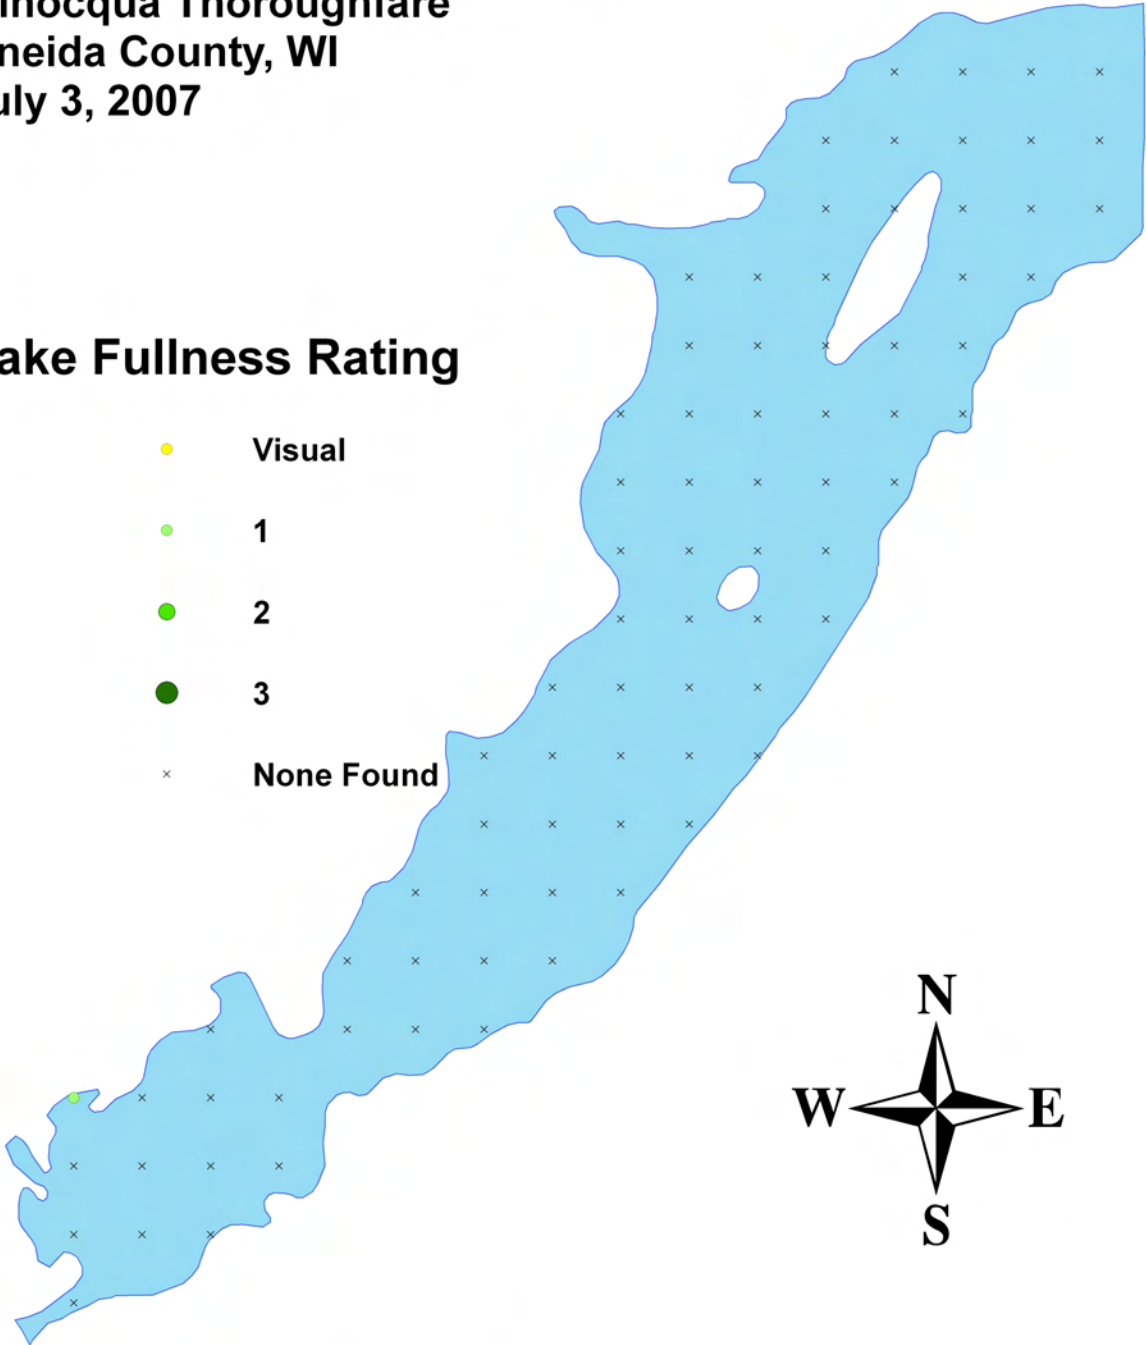 inocqua Thoroughfare
neida County, WI
uly 3, 2007
ake Fullness Rating
Visual
1
2
3
None Found
N
W E
S